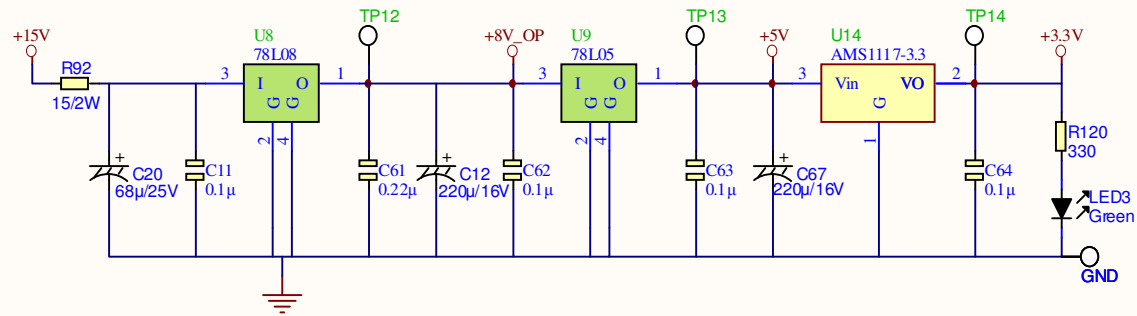 TP12
TP13
TP14
+15V
U8
+8V_OP
U9
+5V
U14
+3.3V
78L08
78L05
AMS1117-3.3
R92
15/2W
3
I
O
1
G
G
2
4
3
I
O
1
G
G
2
4
3
Vin
VO
2
G
1
R120
330
C20
68µ/25V
C11
0.1µ
C61
0.22µ
C12
220µ/16V
C62
0.1µ
C63
0.1µ
C67
220µ/16V
C64
0.1µ
LED3
Green
GND